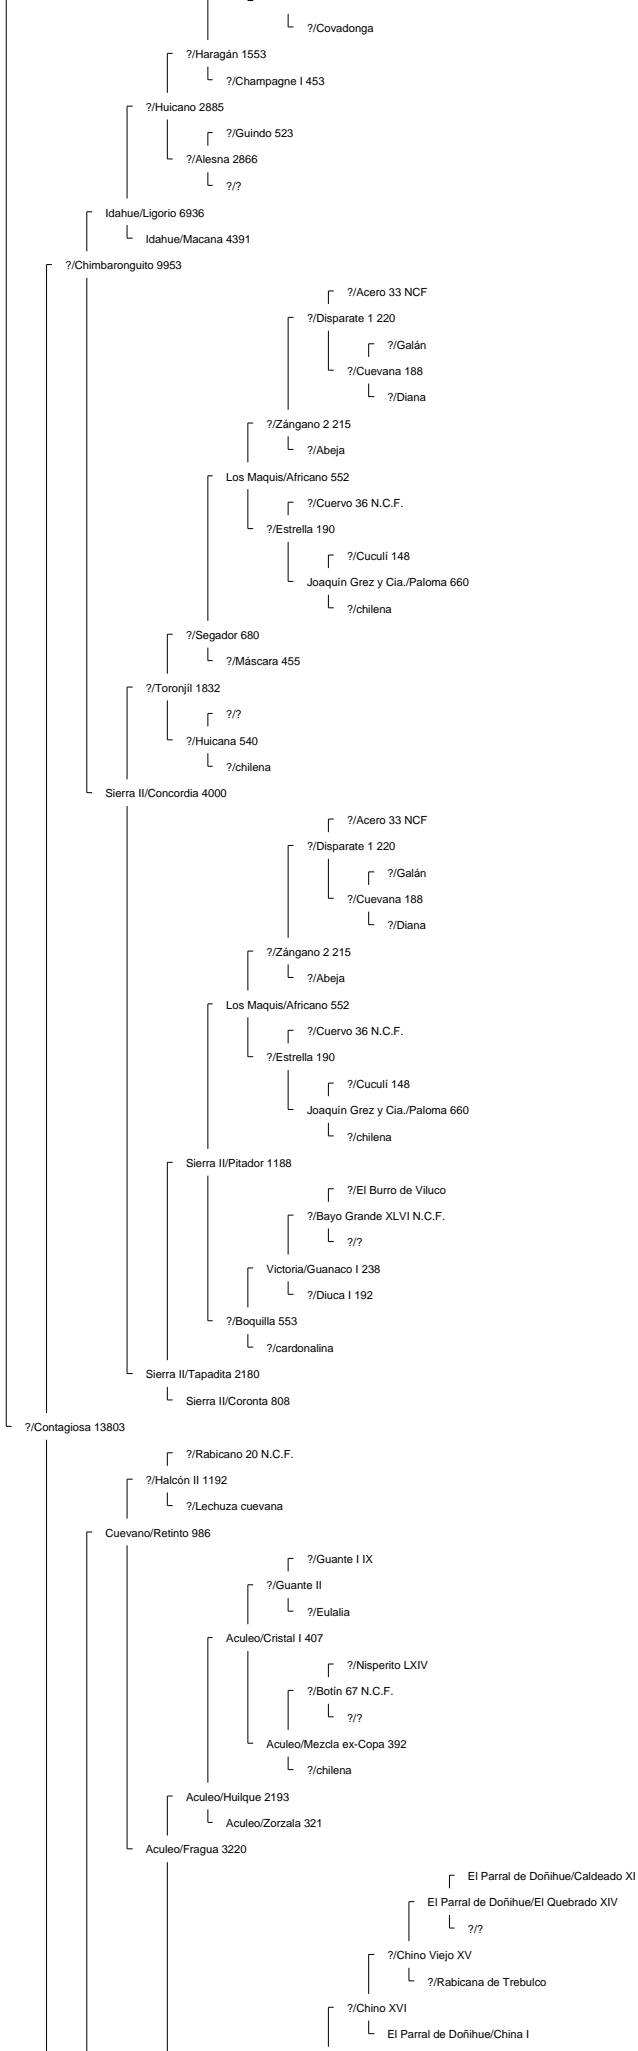 ?/Covadonga
?/Haragán 1553
?/Champagne I 453
?/Huicano 2885
?/Guindo 523
?/Alesna 2866
?/?
Idahue/Ligorio 6936
Idahue/Macana 4391
?/Chimbaronguito 9953
?/Acero 33 NCF
?/Disparate 1 220
?/Galán
?/Cuevana 188
?/Diana
?/Zángano 2 215
?/Abeja
Los Maquis/Africano 552
?/Cuervo 36 N.C.F.
?/Estrella 190
?/Cuculí 148
Joaquín Grez y Cia./Paloma 660
?/chilena
?/Segador 680
?/Máscara 455
?/Toronjíl 1832
?/?
?/Huicana 540
?/chilena
Sierra II/Concordia 4000
?/Acero 33 NCF
?/Disparate 1 220
?/Galán
?/Cuevana 188
?/Diana
?/Zángano 2 215
?/Abeja
Los Maquis/Africano 552
?/Cuervo 36 N.C.F.
?/Estrella 190
?/Cuculí 148
Joaquín Grez y Cia./Paloma 660
?/chilena
Sierra II/Pitador 1188
?/El Burro de Viluco
?/Bayo Grande XLVI N.C.F.
?/?
Victoria/Guanaco I 238
?/Diuca I 192
?/Boquilla 553
?/cardonalina
Sierra II/Tapadita 2180
Sierra II/Coronta 808
?/Contagiosa 13803
?/Rabicano 20 N.C.F.
?/Halcón II 1192
?/Lechuza cuevana
Cuevano/Retinto 986
?/Guante I IX
?/Guante II
?/Eulalia
Aculeo/Cristal I 407
?/Nisperito LXIV
?/Botín 67 N.C.F.
?/?
Aculeo/Mezcla ex-Copa 392
?/chilena
Aculeo/Huilque 2193
Aculeo/Zorzala 321
Aculeo/Fragua 3220
El Parral de Doñihue/Caldeado XI
El Parral de Doñihue/El Quebrado XIV
?/?
?/Chino Viejo XV
?/Rabicana de Trebulco
?/Chino XVI
El Parral de Doñihue/China I